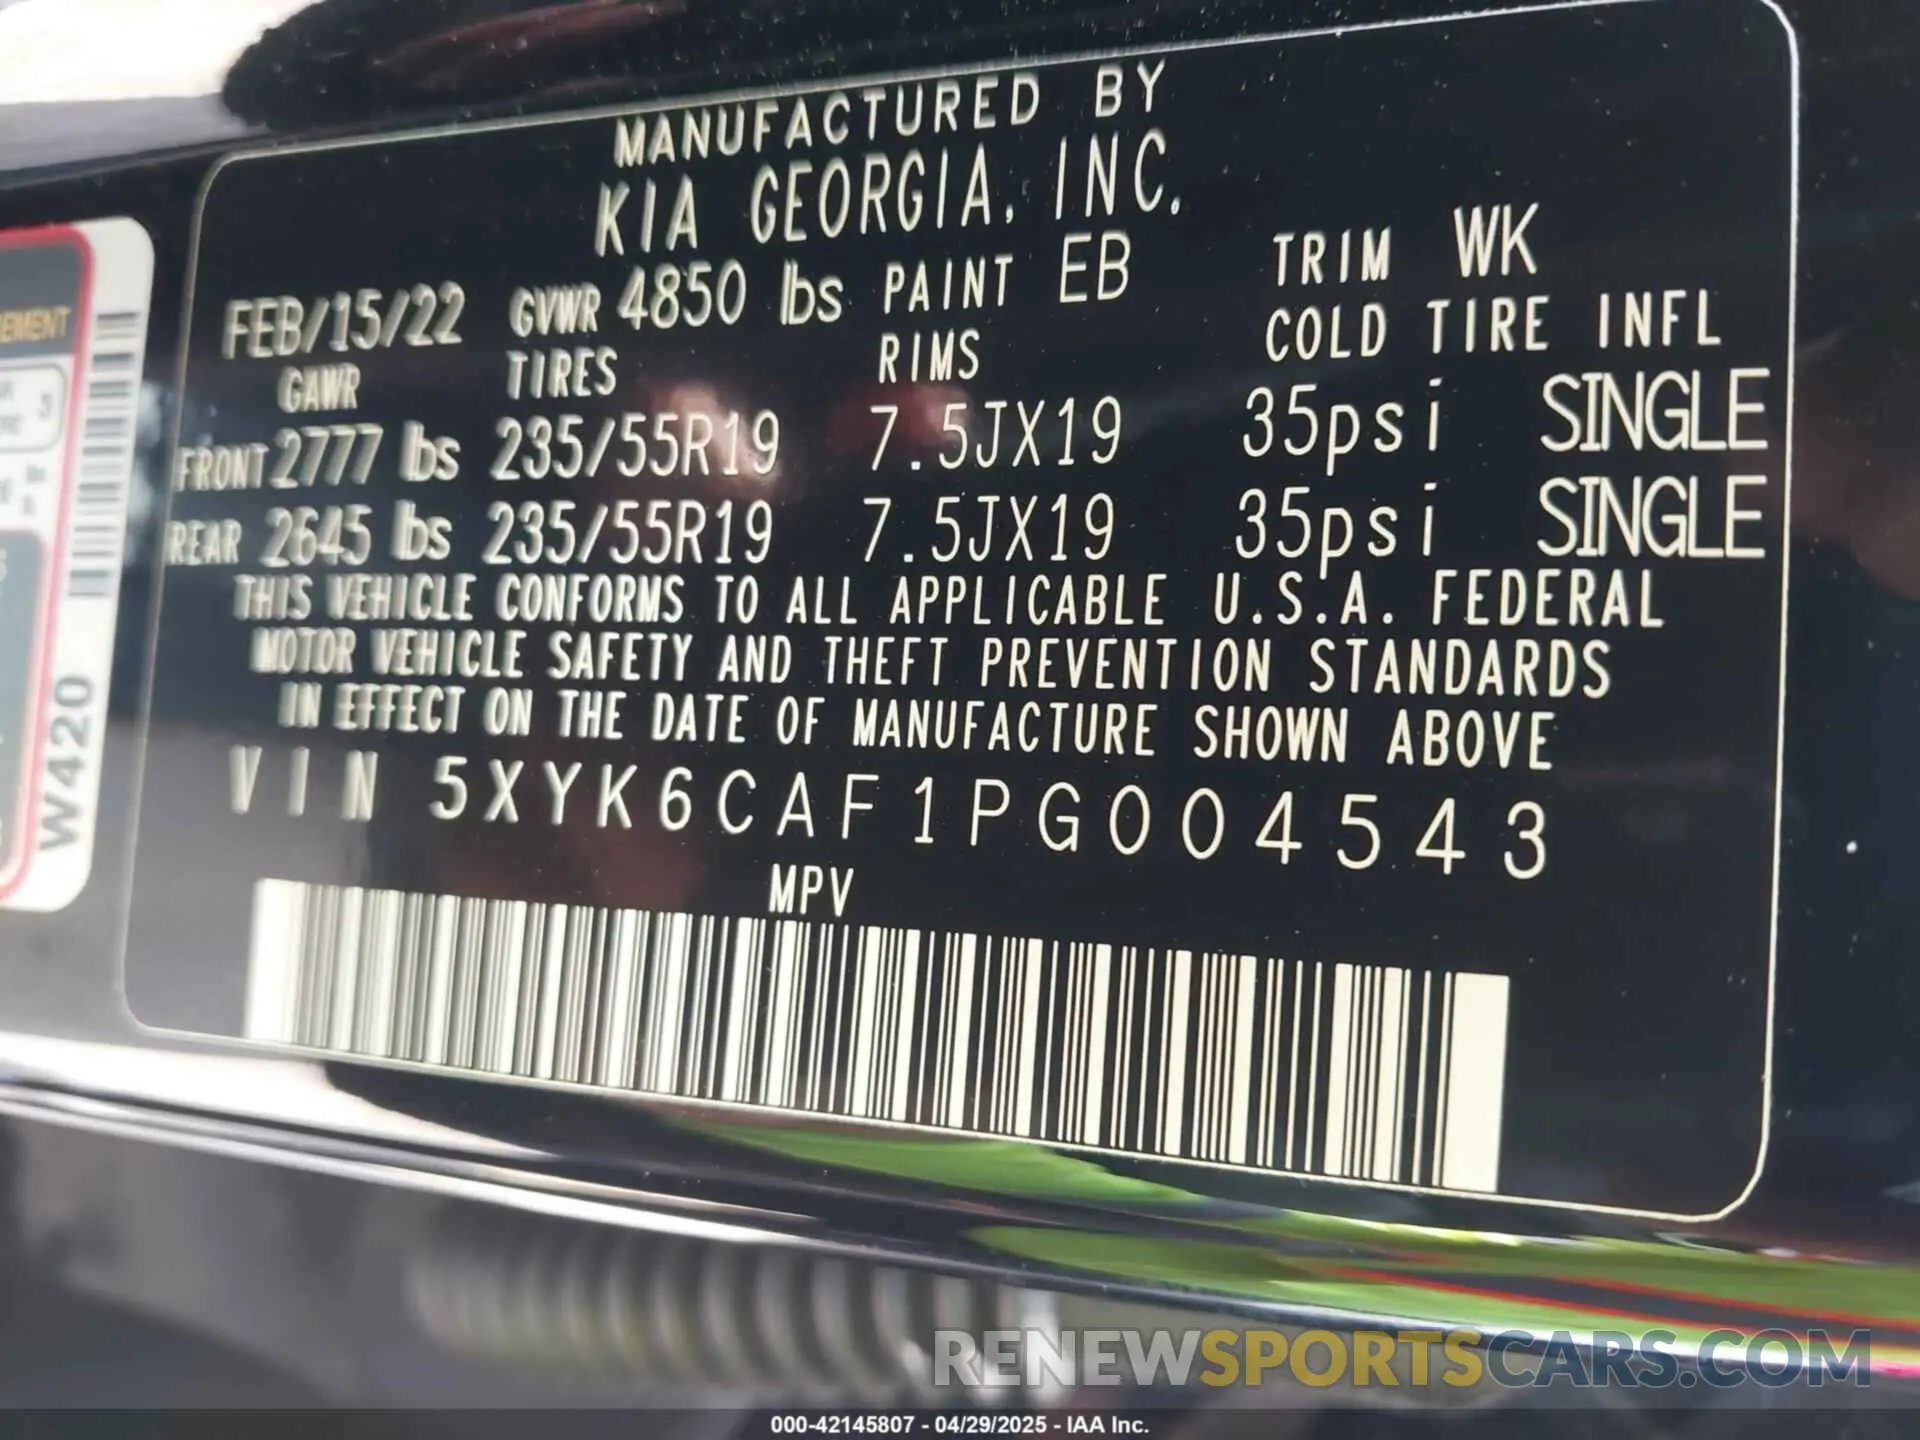 MANUFACTURED BY
KIA GEORGIA, INC.
FEB/15/22 GVWR 4850 lbs PAINT EB TRIM WK
GAWR TIRES RIMS COLD TIRE INFL
FRONT 2777 lbs 235/55R19 7.5JX19 35psi SINGLE
REAR 2645 lbs 235/55R19 7.5JX19 35psi SINGLE
THIS VEHICLE CONFORMS TO ALL APPLICABLE U.S.A. FEDERAL
MOTOR VEHICLE SAFETY AND THEFT PREVENTION STANDARDS
IN EFFECT ON THE DATE OF MANUFACTURE SHOWN ABOVE
VIN 5XYK6CAF1PG004543
MPV
W420
RENEWSPORTSCARS.COM
000-42145807 - 04/29/2025 - IAA Inc.